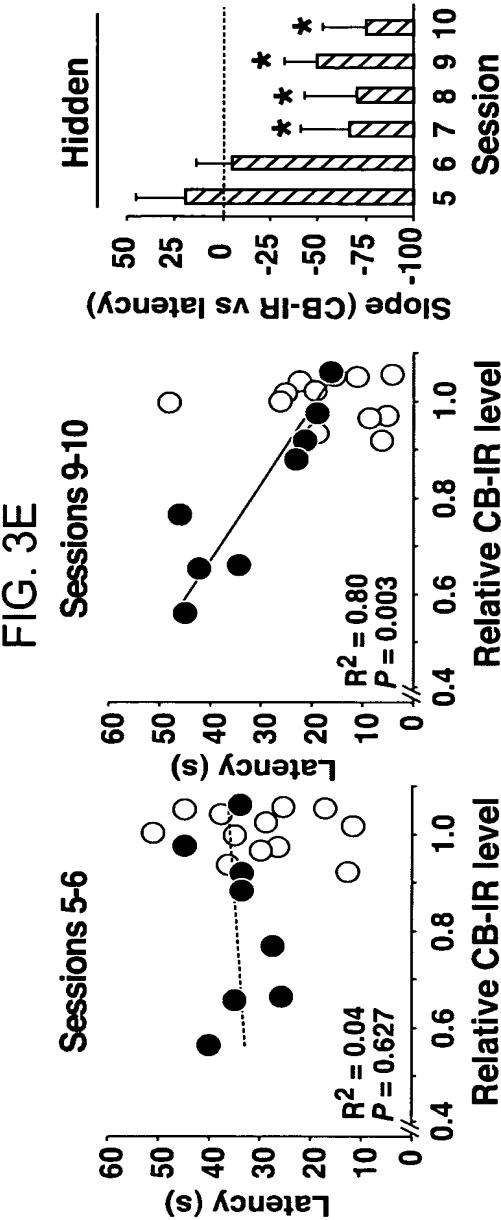 FIG. 3E
Sessions 5-6
Latency (s)
60
50
40
30
20
10
0
R² = 0.04
P = 0.627
0.4 0.6 0.8 1.0
Relative CB-IR level
Sessions 9-10
Latency (s)
60
50
40
30
20
10
0
R² = 0.80
P = 0.003
0.4 0.6 0.8 1.0
Relative CB-IR level
Hidden
Slope (CB-IR vs latency)
50
25
0
-25
-50
-75
-100
* * * *
5 6 7 8 9 10
Session